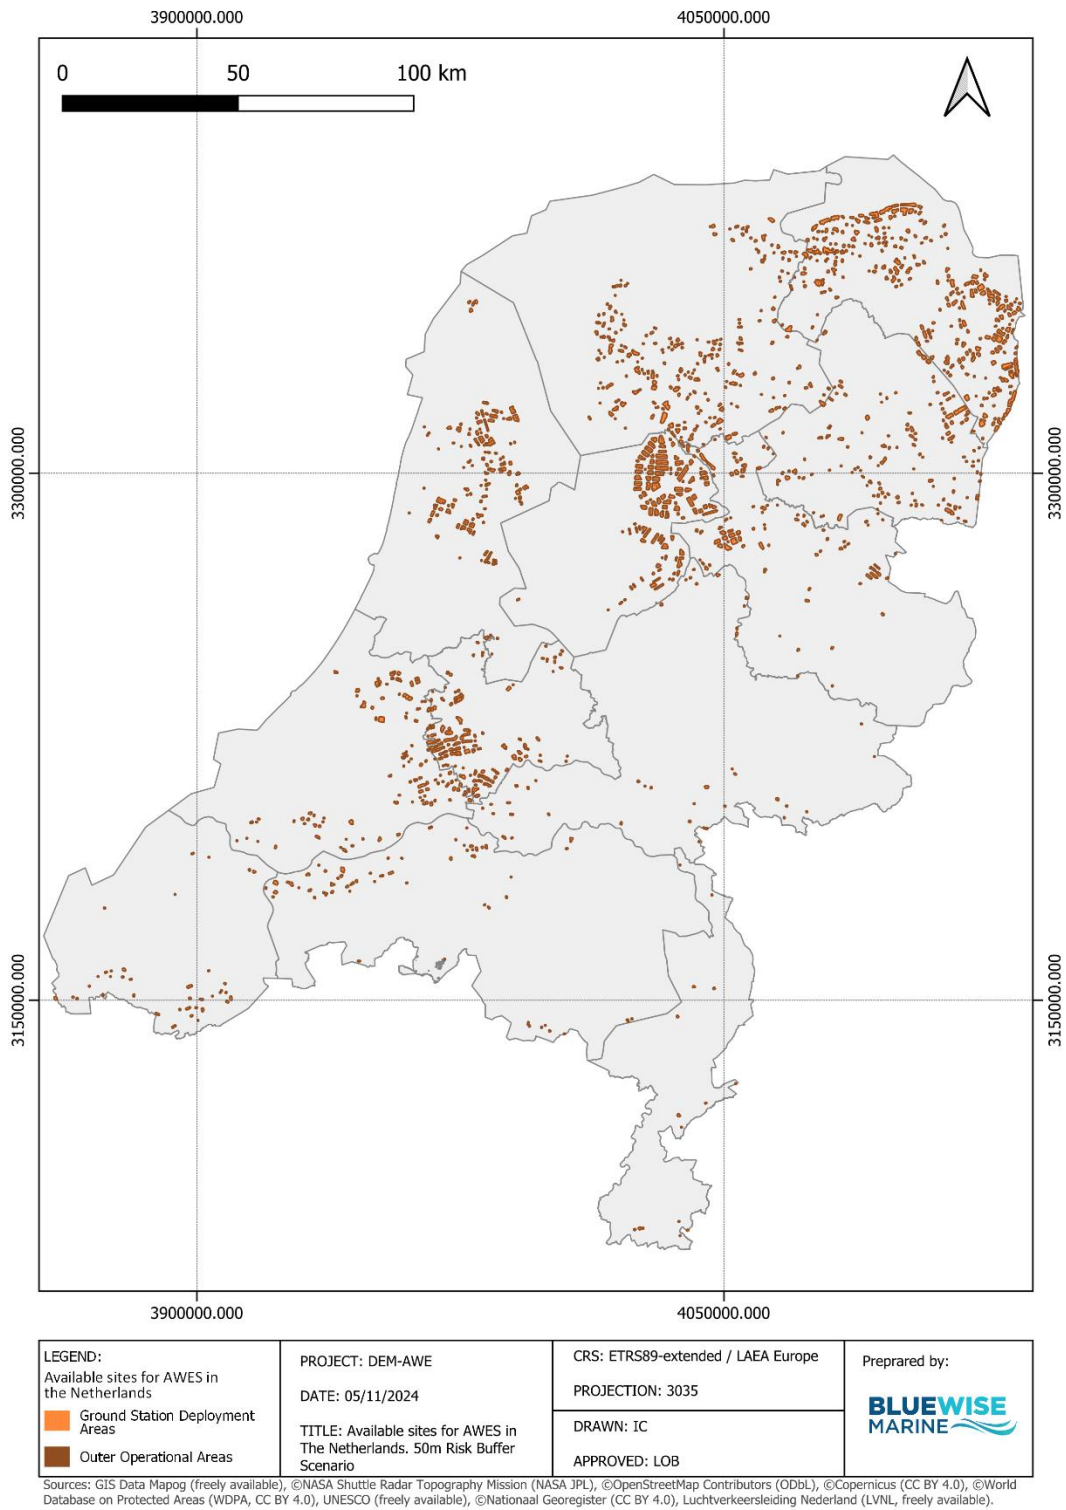 3900000.000 4050000.000
0 50 100 km
3300000.000 3300000.000
3150000.000 3150000.000
3900000.000 4050000.000
LEGEND:
Available sites for AWES in
the Netherlands
Ground Station Deployment
Areas
Outer Operational Areas
PROJECT: DEM-AWE
DATE: 05/11/2024
TITLE: Available sites for AWES in
The Netherlands. 50m Risk Buffer
Scenario
CRS: ETRS89-extended / LAEA Europe
PROJECTION: 3035
DRAWN: IC
APPROVED: LOB
Preprared by:
BLUEWISE
MARINE
Sources: GIS Data Mapog (freely available), ©NASA Shuttle Radar Topography Mission (NASA JPL), ©OpenStreetMap Contributors (ODbL), ©Copernicus (CC BY 4.0), ©World
Database on Protected Areas (WDPA, CC BY 4.0), UNESCO (freely available), ©Nationaal Georegister (CC BY 4.0), Luchtverkeersleiding Nederland (LVNL, freely available).